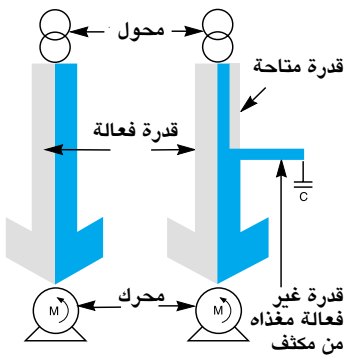 محول
قدرة متاحة
قدرة فعالة
C
قدرة غير
فعالة مغذاه
من مكثف
محرك
M
M